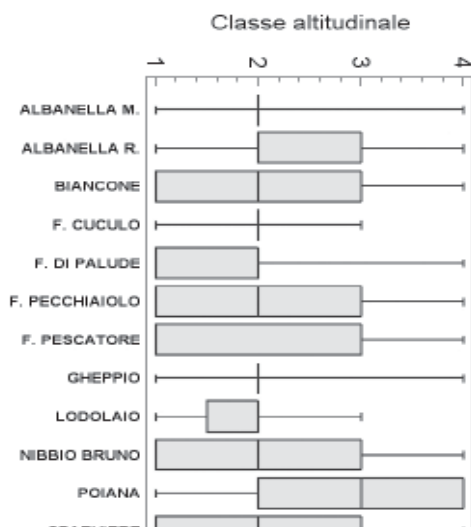 Classe altitudinale
1 2 3 4
ALBANELLA M.
ALBANELLA R.
BIANCONE
F. CUCULO
F. DI PALUDE
F. PECCHIAIOLO
F. PESCATORE
GHEPPIO
LODOLAIO
NIBBIO BRUNO
POIANA